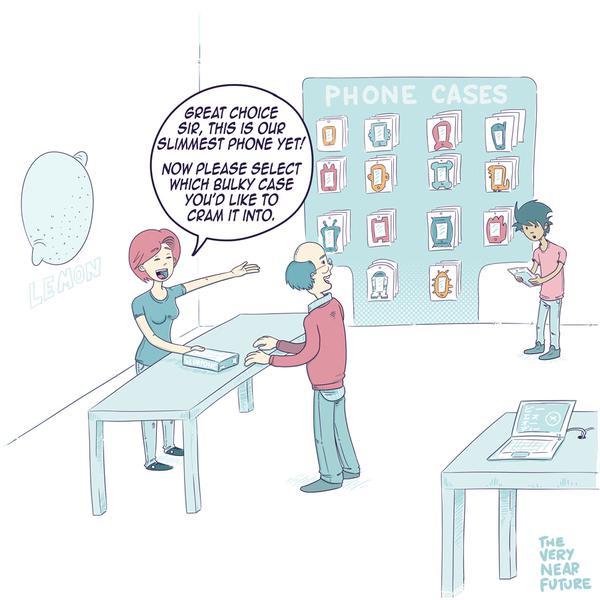 PHONE CASES
GREAT CHOICE
SIR, THIS IS OUR
SLIMMEST PHONE YET!
NOW PLEASE SELECT
WHICH BULKY CASE
YOU'D LIKE TO
CRAM IT INTO.
LEMON
THE
VERY
NEAR
FUTURE